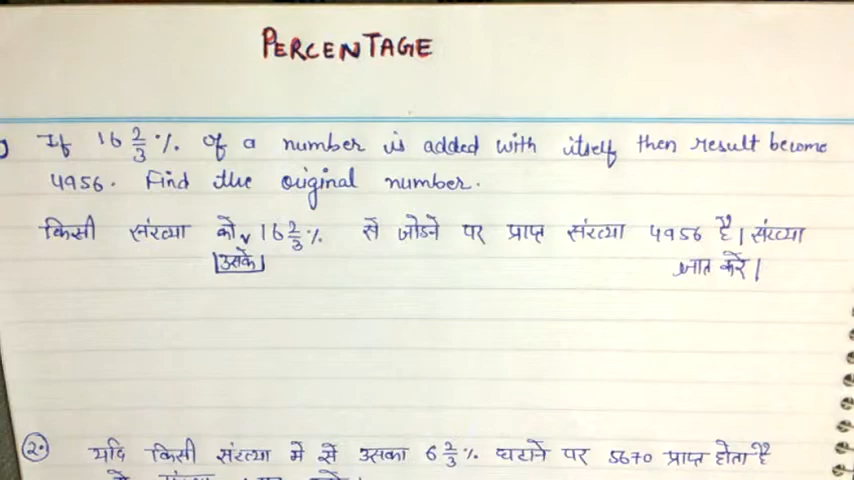 PERCENTAGE
If 16 2/3 % of a number is added with itself then result become
4956. Find the original number.
किसी संख्या को 16 2/3 % से जोडने पर प्राप्त संख्या 4956 है। संख्या
उसके ज्ञात करें।
2. यदि किसी संख्या में से उसका 6 2/3 % घटाने पर 5670 प्राप्त होता है